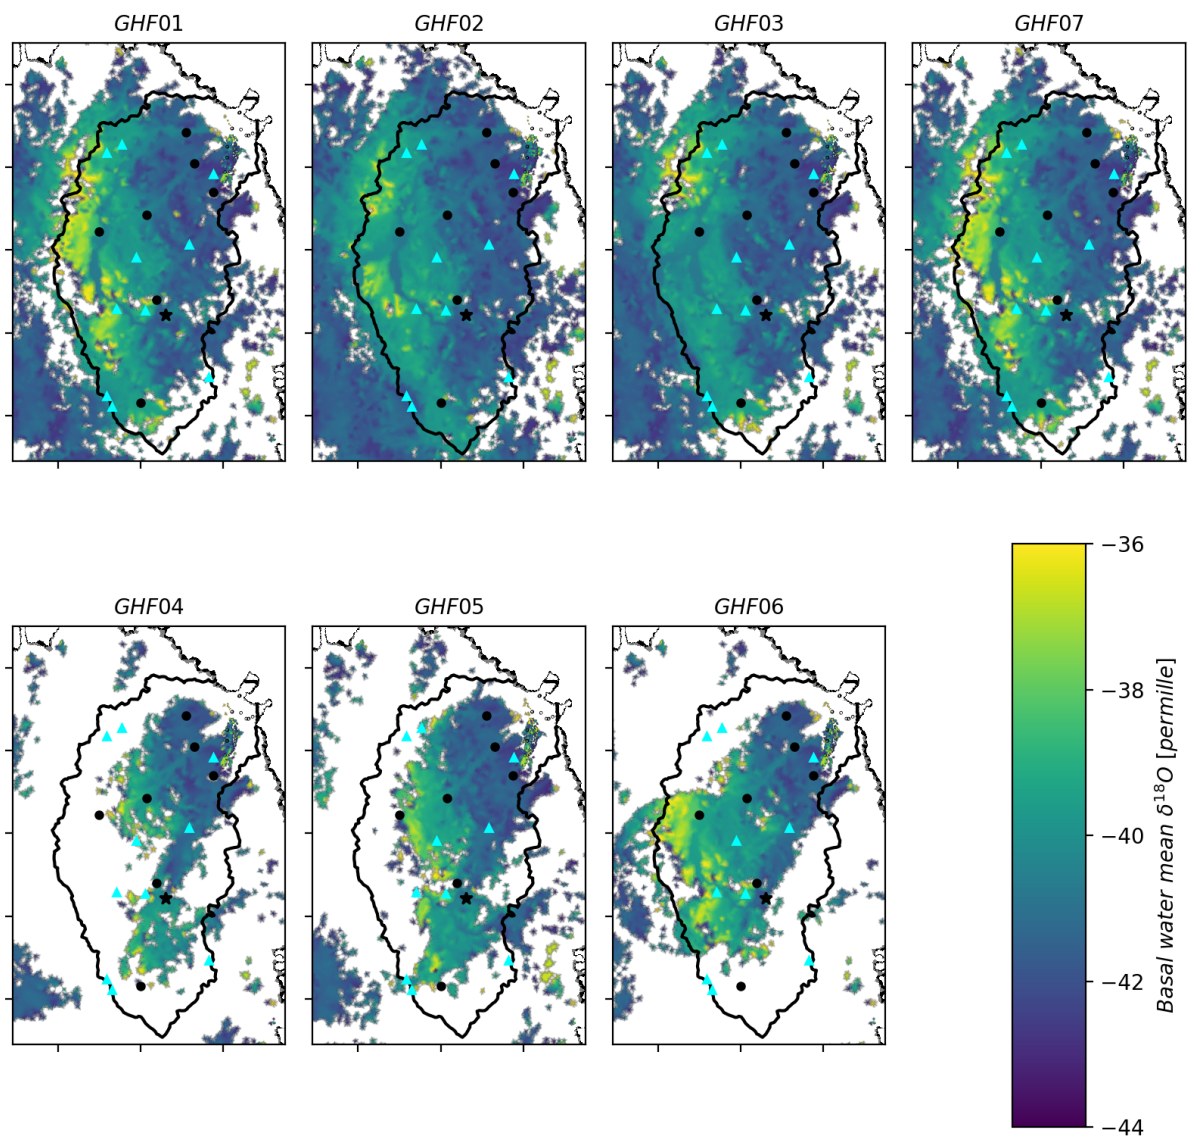 GHF01 GHF02 GHF03 GHF07
GHF04 GHF05 GHF06
−36
−38
−40
−42
−44
Basal water mean δ¹⁸O [permille]